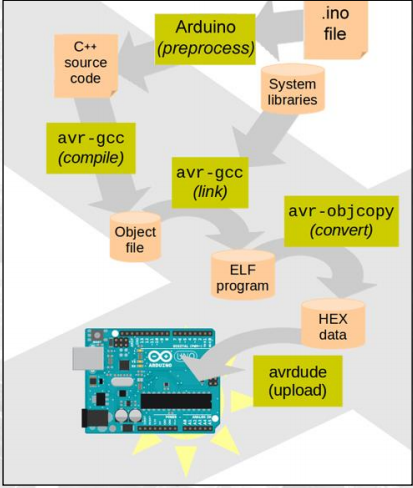 .ino
file
Arduino
(preprocess)
C++
source
code
System
libraries
avr-gcc
(compile)
avr-gcc
(link)
avr-objcopy
(convert)
Object
file
ELF
program
HEX
data
avrdude
(upload)
UNO
ARDUINO